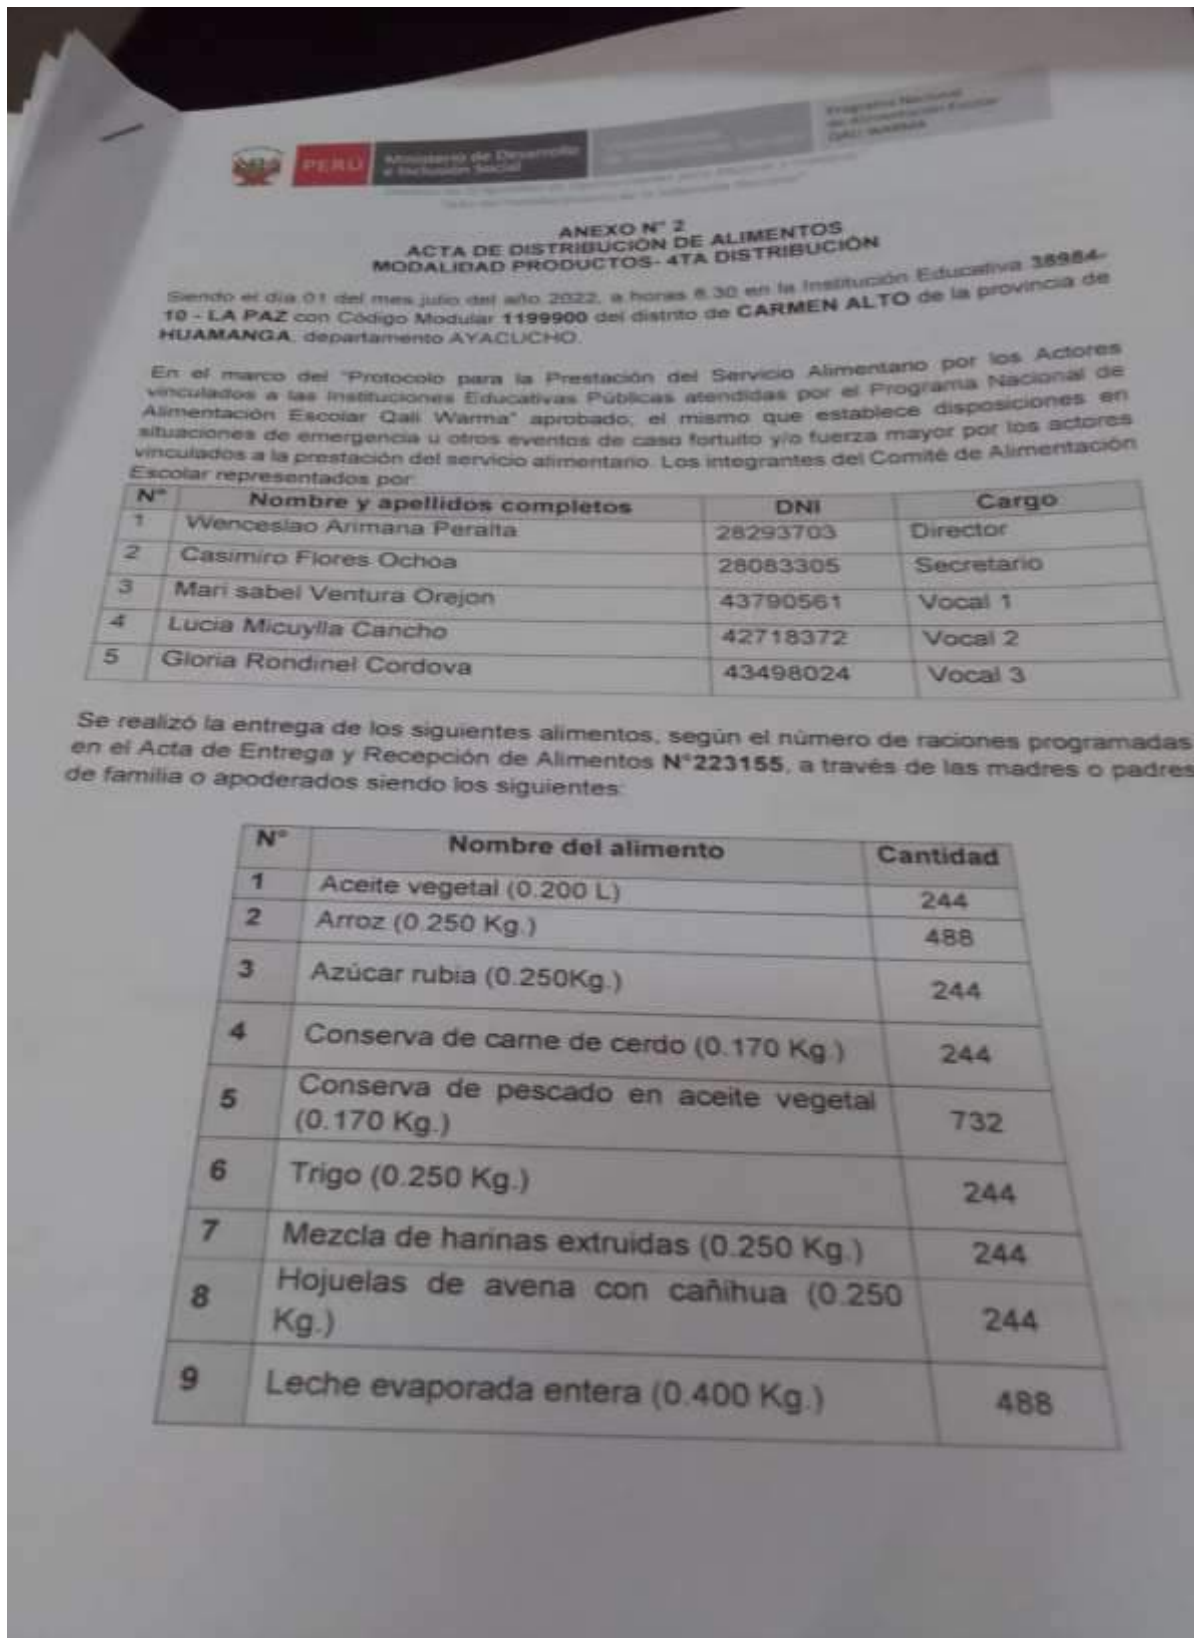 PERÚ
Ministerio de Desarrollo
e Inclusión Social
Programa Nacional
de Alimentación Escolar
QALI WARMA
ANEXO N° 2
ACTA DE DISTRIBUCIÓN DE ALIMENTOS
MODALIDAD PRODUCTOS- 4TA DISTRIBUCIÓN
Siendo el día 01 del mes julio del año 2022, a horas 8.30 en la Institución Educativa 38984-
10 - LA PAZ con Código Modular 1199900 del distrito de CARMEN ALTO de la provincia de
HUAMANGA, departamento AYACUCHO.
En el marco del "Protocolo para la Prestación del Servicio Alimentario por los Actores
vinculados a las Instituciones Educativas Públicas atendidas por el Programa Nacional de
Alimentación Escolar Qali Warma" aprobado, el mismo que establece disposiciones en
situaciones de emergencia u otros eventos de caso fortuito y/o fuerza mayor por los actores
vinculados a la prestación del servicio alimentario. Los integrantes del Comité de Alimentación
Escolar representados por:
N° Nombre y apellidos completos DNI Cargo
1 Wenceslao Arimana Peralta 28293703 Director
2 Casimiro Flores Ochoa 28083305 Secretario
3 Mari sabel Ventura Orejon 43790561 Vocal 1
4 Lucia Micuylla Cancho 42718372 Vocal 2
5 Gloria Rondinel Cordova 43498024 Vocal 3
Se realizó la entrega de los siguientes alimentos, según el número de raciones programadas
en el Acta de Entrega y Recepción de Alimentos N°223155, a través de las madres o padres
de familia o apoderados siendo los siguientes:
N° Nombre del alimento Cantidad
1 Aceite vegetal (0.200 L) 244
2 Arroz (0.250 Kg.) 488
3 Azúcar rubia (0.250Kg.) 244
4 Conserva de carne de cerdo (0.170 Kg.) 244
5 Conserva de pescado en aceite vegetal
(0.170 Kg.) 732
6 Trigo (0.250 Kg.) 244
7 Mezcla de harinas extruidas (0.250 Kg.) 244
8 Hojuelas de avena con cañihua (0.250
Kg.) 244
9 Leche evaporada entera (0.400 Kg.) 488